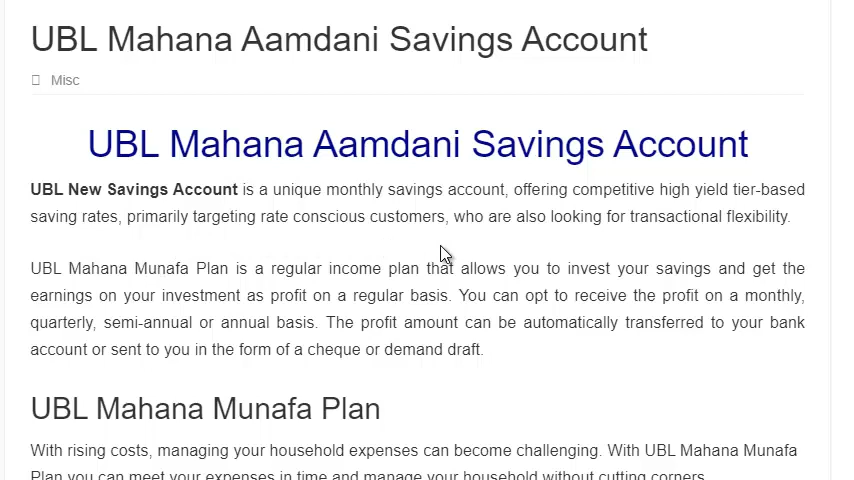 UBL Mahana Aamdani Savings Account
Misc
UBL Mahana Aamdani Savings Account
UBL New Savings Account is a unique monthly savings account, offering competitive high yield tier-based
saving rates, primarily targeting rate conscious customers, who are also looking for transactional flexibility.
UBL Mahana Munafa Plan is a regular income plan that allows you to invest your savings and get the
earnings on your investment as profit on a regular basis. You can opt to receive the profit on a monthly,
quarterly, semi-annual or annual basis. The profit amount can be automatically transferred to your bank
account or sent to you in the form of a cheque or demand draft.
UBL Mahana Munafa Plan
With rising costs, managing your household expenses can become challenging. With UBL Mahana Munafa
Plan you can meet your expenses in time and manage your household without cutting corners.